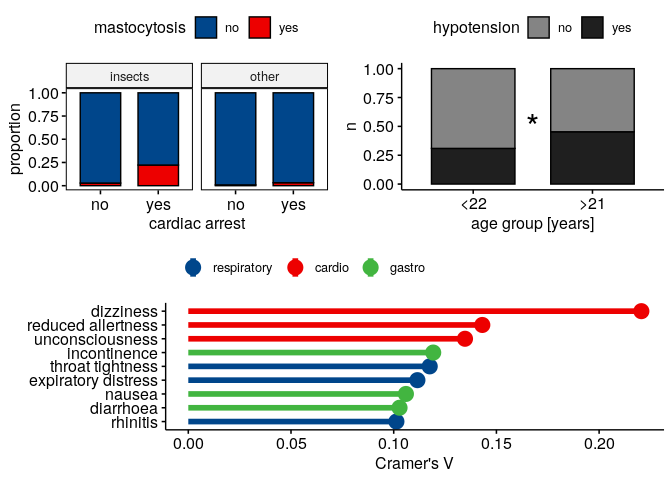 mastocytosis no yes
insects other
proportion
1.00
0.75
0.50
0.25
0.00
no yes no yes
cardiac arrest
hypotension no yes
n
1.00
0.75
0.50
0.25
0.00
*
<22 >21
age group [years]
respiratory cardio gastro
dizziness
reduced allertness
unconsciousness
incontinence
throat tightness
expiratory distress
nausea
diarrhoea
rhinitis
0.00 0.05 0.10 0.15 0.20
Cramer's V